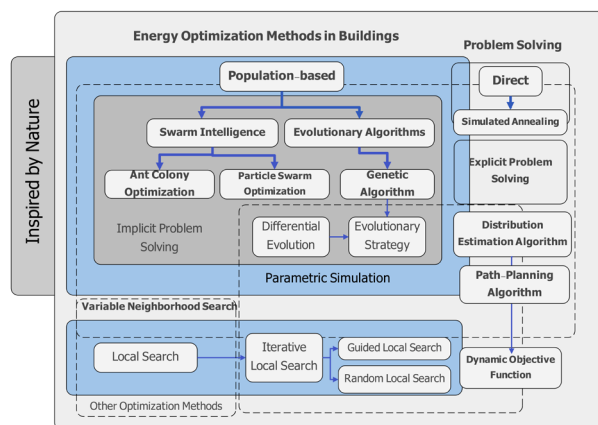 Energy Optimization Methods in Buildings
Problem Solving
Inspired by Nature
Population-based
Direct
Swarm Intelligence
Evolutionary Algorithms
Simulated Annealing
Ant Colony
Optimization
Particle Swarm
Optimization
Genetic
Algorithm
Explicit Problem
Solving
Implicit Problem
Solving
Differential
Evolution
Evolutionary
Strategy
Distribution
Estimation Algorithm
Parametric Simulation
Path-Planning
Algorithm
Variable Neighborhood Search
Local Search
Iterative
Local Search
Guided Local Search
Random Local Search
Dynamic Objective
Function
Other Optimization Methods